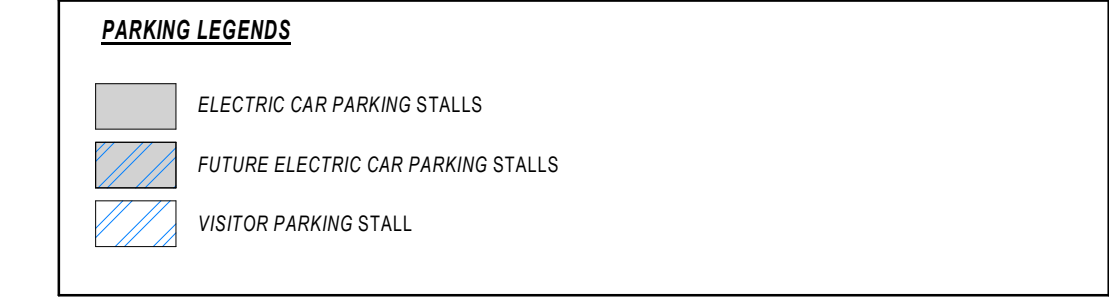 PARKING LEGENDS
ELECTRIC CAR PARKING STALLS
FUTURE ELECTRIC CAR PARKING STALLS
VISITOR PARKING STALL